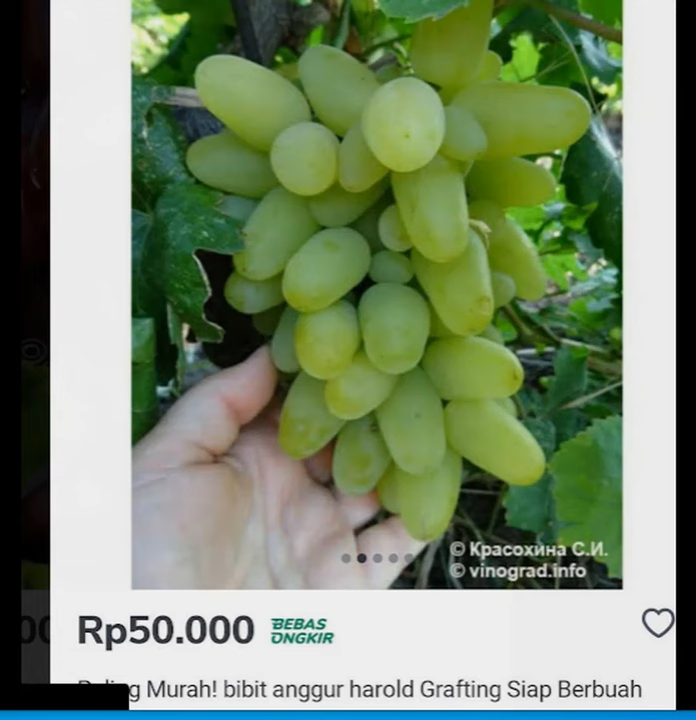 © Красохина С.И.
© vinograd.info
Rp50.000 BEBAS ONGKIR
Murah! bibit anggur harold Grafting Siap Berbuah